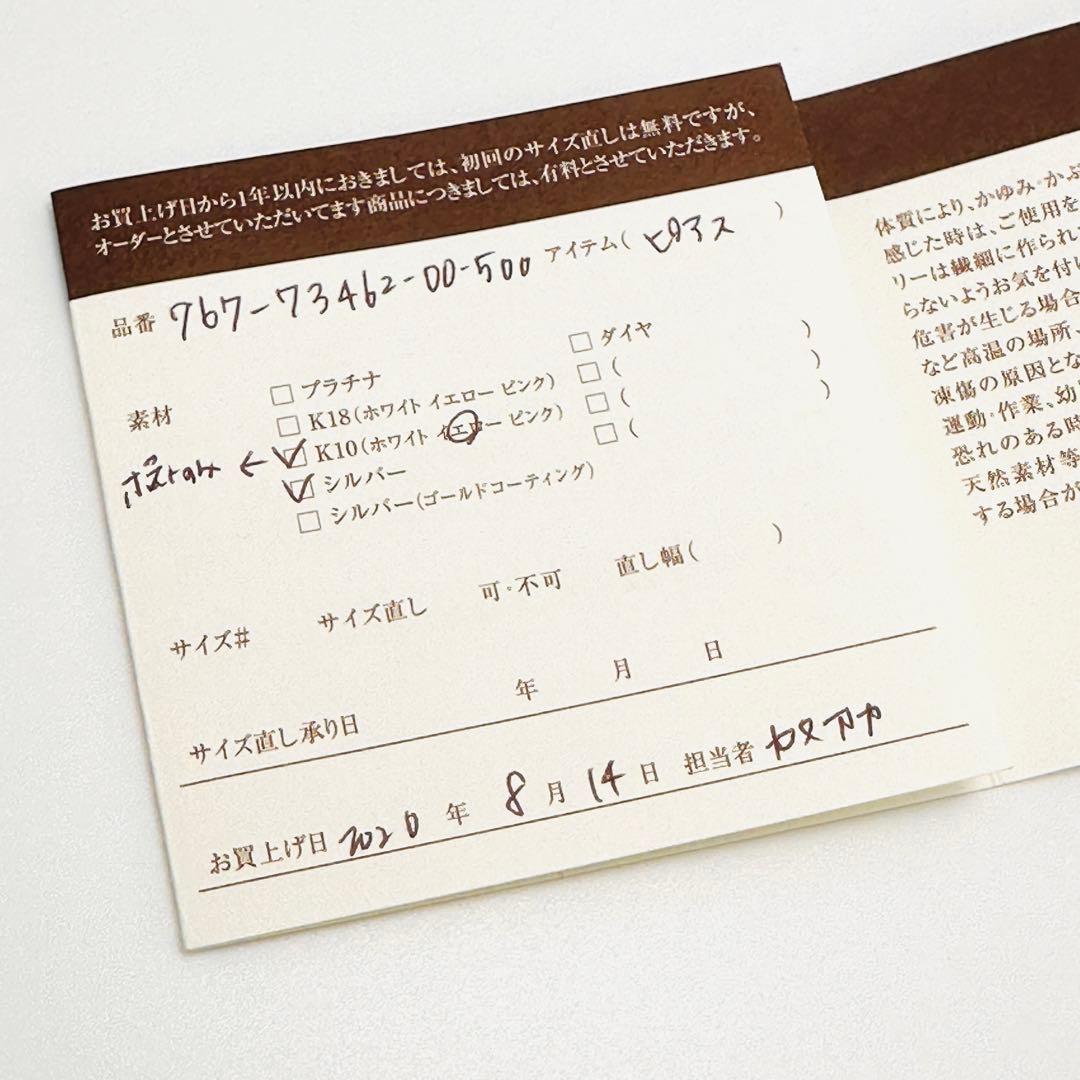 お買上げ日から1年以内におきましては、初回のサイズ直しは無料ですが、
オーダーとさせていただいてます商品につきましては、有料とさせていただきます。
品番 767-73462-00-500 アイテム( ピアス )
素材
□ プラチナ
□ K18(ホワイト イエロー ピンク)
ポストのみ ← ☑ K10(ホワイト イエロー ピンク)
☑ シルバー
□ シルバー(ゴールドコーティング)
□ ダイヤ
□ ( )
□ ( )
□ ( )
サイズ# サイズ直し 可・不可 直し幅( )
サイズ直し承り日 年 月 日
お買上げ日 2020 年 8 月 14 日 担当者
体質により、かゆみ・かぶ
感じた時は、ご使用を
リーは繊細に作られ
らないようお気を付け
危害が生じる場合
など高温の場所、
凍傷の原因とな
運動・作業、幼
恐れのある時
天然素材等
する場合が